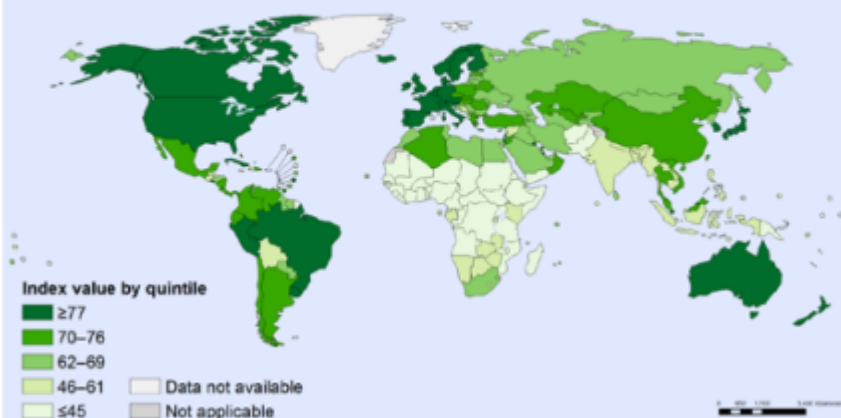 Index value by quintile
≥77
70–76
62–69
46–61
≤45
Data not available
Not applicable